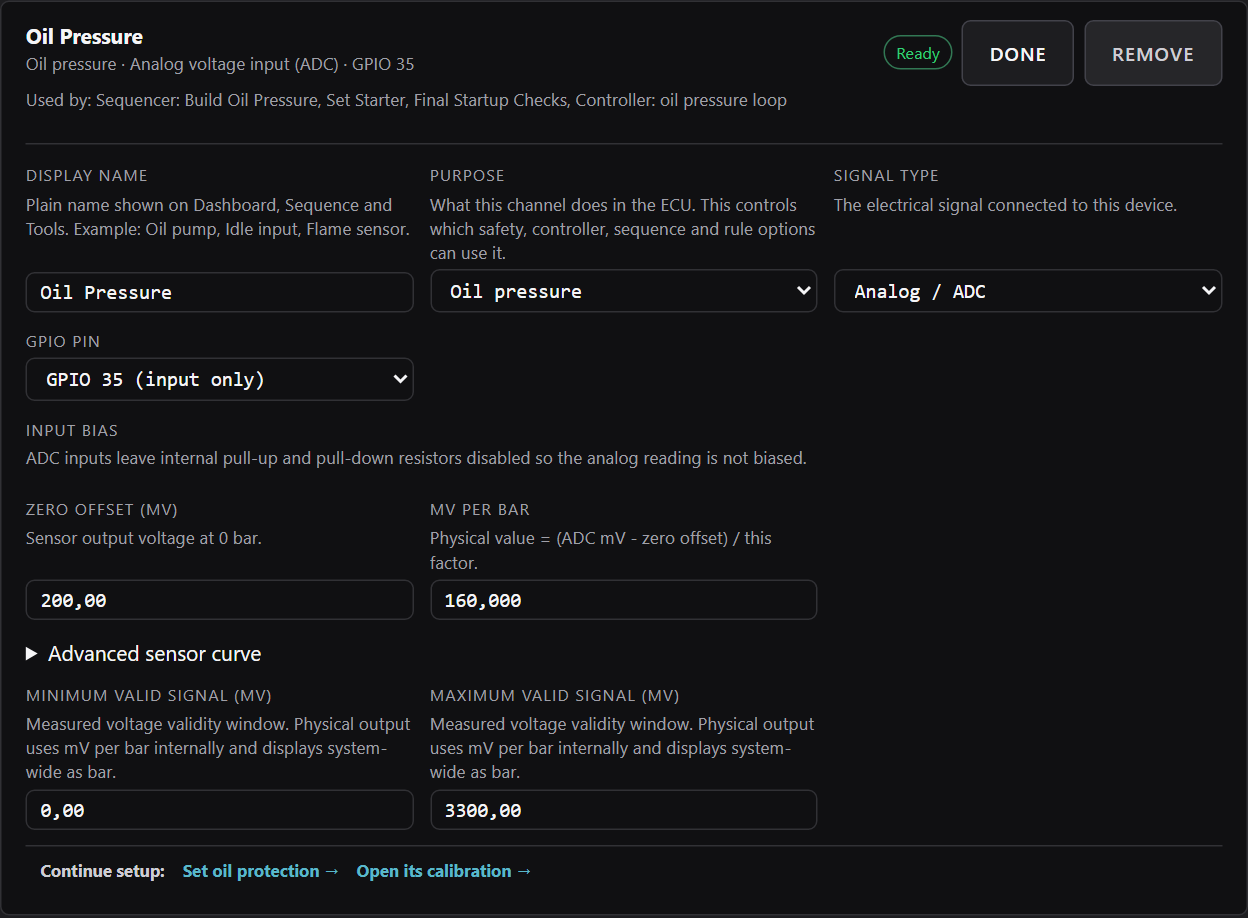 Oil Pressure
Oil pressure · Analog voltage input (ADC) · GPIO 35
Used by: Sequencer: Build Oil Pressure, Set Starter, Final Startup Checks, Controller: oil pressure loop
Ready
DONE
REMOVE
DISPLAY NAME
Plain name shown on Dashboard, Sequence and
Tools. Example: Oil pump, Idle input, Flame sensor.
Oil Pressure
PURPOSE
What this channel does in the ECU. This controls
which safety, controller, sequence and rule options
can use it.
Oil pressure
SIGNAL TYPE
The electrical signal connected to this device.
Analog / ADC
GPIO PIN
GPIO 35 (input only)
INPUT BIAS
ADC inputs leave internal pull-up and pull-down resistors disabled so the analog reading is not biased.
ZERO OFFSET (MV)
Sensor output voltage at 0 bar.
200,00
MV PER BAR
Physical value = (ADC mV - zero offset) / this
factor.
160,000
Advanced sensor curve
MINIMUM VALID SIGNAL (MV)
Measured voltage validity window. Physical output
uses mV per bar internally and displays system-
wide as bar.
0,00
MAXIMUM VALID SIGNAL (MV)
Measured voltage validity window. Physical output
uses mV per bar internally and displays system-
wide as bar.
3300,00
Continue setup: Set oil protection → Open its calibration →